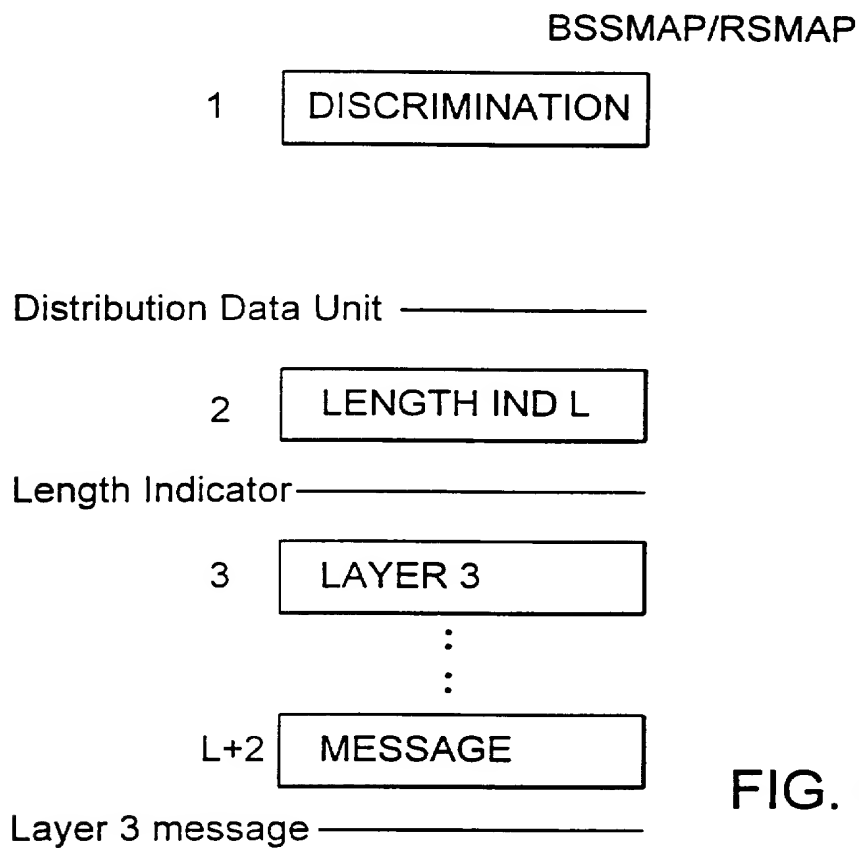 BSSMAP/RSMAP
1 DISCRIMINATION
Distribution Data Unit
2 LENGTH IND L
Length Indicator
3 LAYER 3
L+2 MESSAGE
FIG.
Layer 3 message